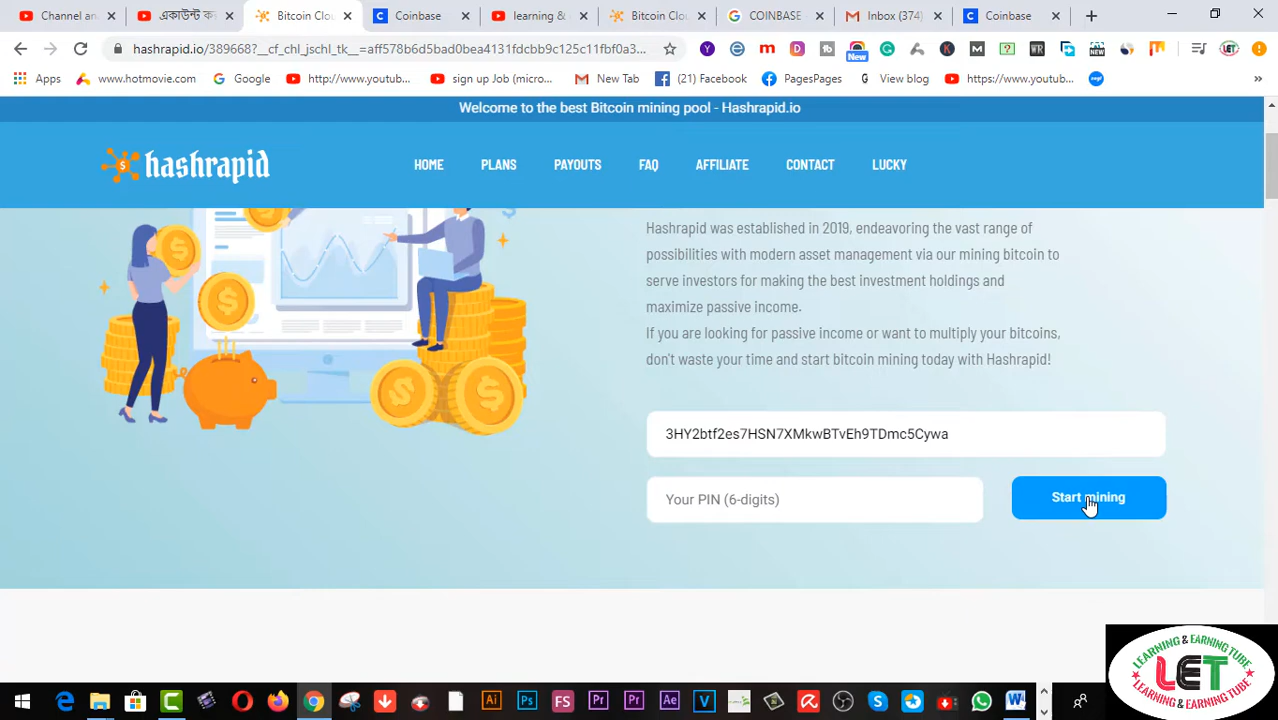 Channel an
একাউন্ট কর
Bitcoin Clou
Coinbase
learning &
Bitcoin Clou
COINBASE
Inbox (374)
Coinbase
hashrapid.io/389668?__cf_chl_jschl_tk__=aff578b6d5bad0bea4131fdcbb9c125c11fbf0a3...
New
Apps
www.hotmovie.com
Google
http://www.youtub...
sign up Job (micro...
New Tab
(21) Facebook
PagesPages
View blog
https://www.youtub...
Welcome to the best Bitcoin mining pool - Hashrapid.io
hashrapid
HOME
PLANS
PAYOUTS
FAQ
AFFILIATE
CONTACT
LUCKY
Hashrapid was established in 2019, endeavoring the vast range of
possibilities with modern asset management via our mining bitcoin to
serve investors for making the best investment holdings and
maximize passive income.
If you are looking for passive income or want to multiply your bitcoins,
don't waste your time and start bitcoin mining today with Hashrapid!
3HY2btf2es7HSN7XMkwBTvEh9TDmc5Cywa
Your PIN (6-digits)
Start mining
LEARNING & EARNING TUBE
LET
LEARNING & EARNING TUBE